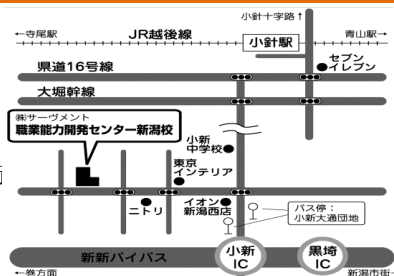 小針十字路↑
←寺尾駅
JR越後線
小針駅
青山駅→
県道16号線
セブン
イレブン
大堀幹線
㈱サーヴメント
職業能力開発センター新潟校
小新
中学校
東京
インテリア
ニトリ
イオン
新潟西店
バス停：
小新大通団地
新新バイパス
小新
IC
黒埼
IC
←巻方面
新潟市街→